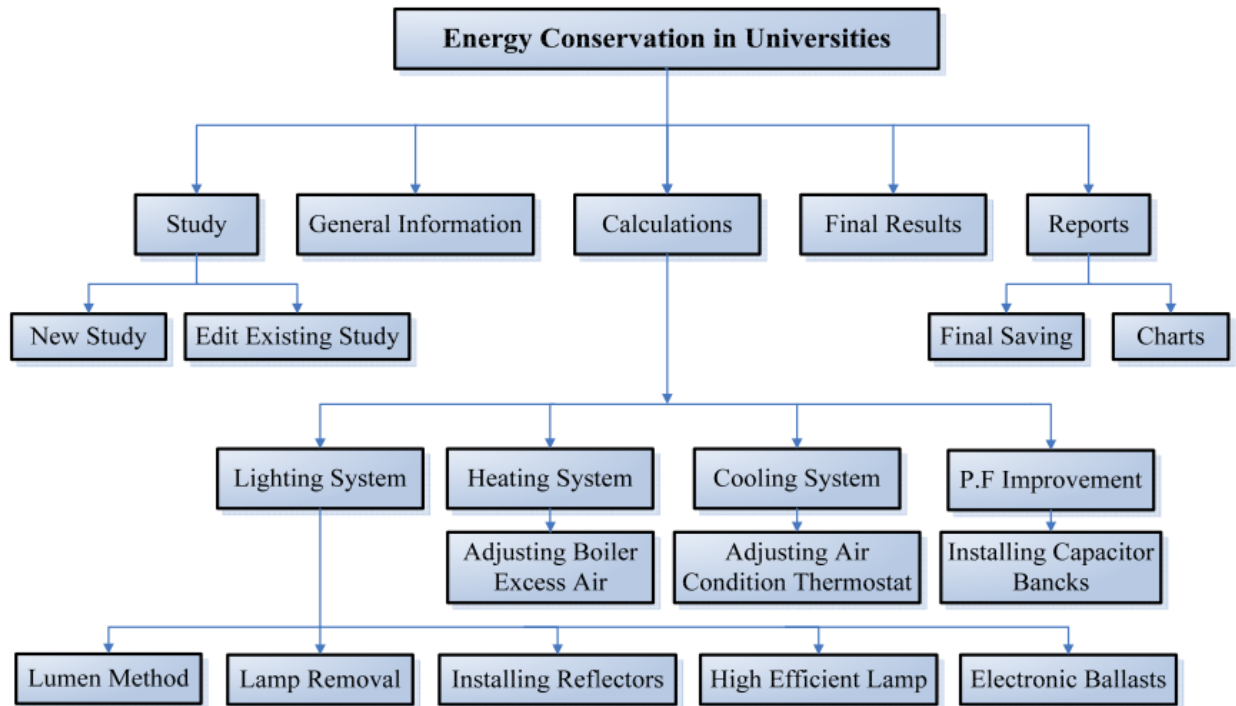 Energy Conservation in Universities
Study
General Information
Calculations
Final Results
Reports
New Study
Edit Existing Study
Final Saving
Charts
Lighting System
Heating System
Cooling System
P.F Improvement
Adjusting Boiler
Excess Air
Adjusting Air
Condition Thermostat
Installing Capacitor
Bancks
Lumen Method
Lamp Removal
Installing Reflectors
High Efficient Lamp
Electronic Ballasts